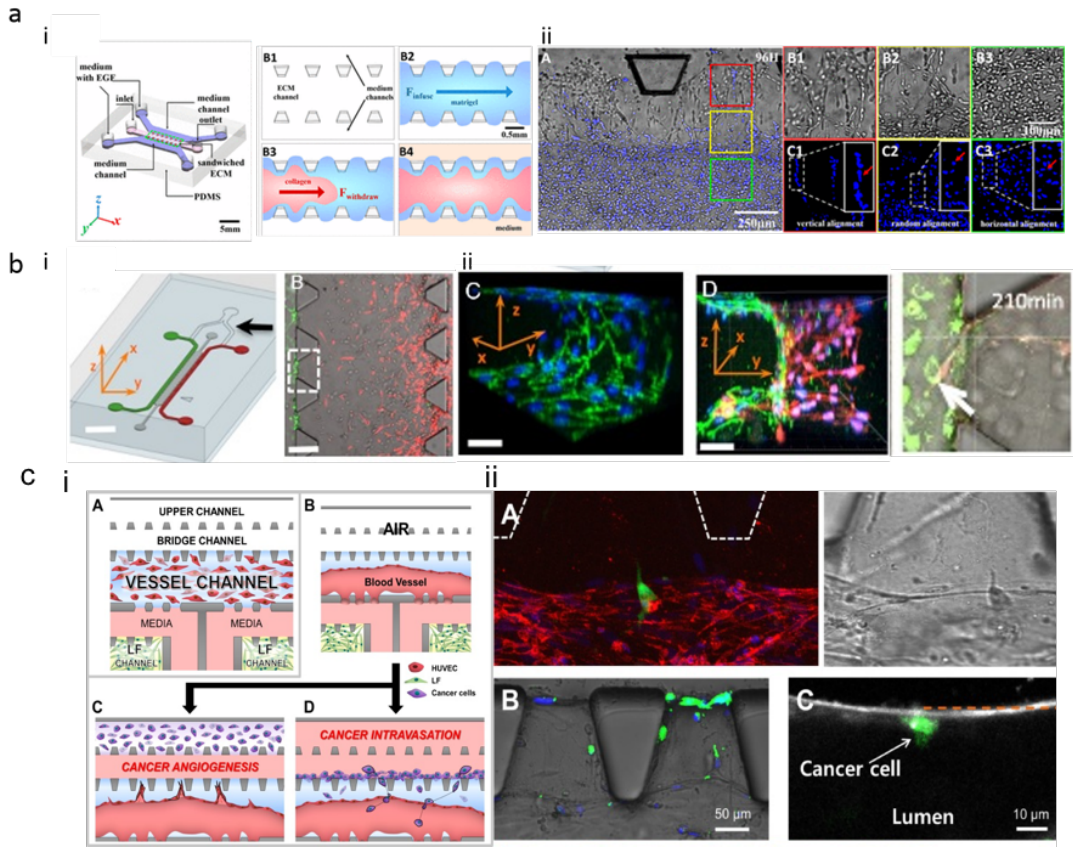 a
i
medium
with EGF
inlet
medium
channel
outlet
medium
channel
sandwiched
ECM
PDMS
z
x
y
5mm
B1
ECM
channel
medium
channels
B2
F infuse
matrigel
0.5mm
B3
collagen
F withdraw
B4
medium
ii
A
96H
250μm
B1
B2
B3
100μm
C1
vertical alignment
C2
random alignment
C3
horizontal alignment
b
i
z
x
y
B
ii
C
z
x
y
D
z
x
y
210min
c
i
A
UPPER CHANNEL
BRIDGE CHANNEL
VESSEL CHANNEL
MEDIA
MEDIA
LF
CHANNEL
LF
CHANNEL
B
AIR
Blood Vessel
HUVEC
LF
Cancer cells
C
CANCER ANGIOGENESIS
D
CANCER INTRAVASATION
ii
A
B
50 μm
C
Cancer cell
Lumen
10 μm